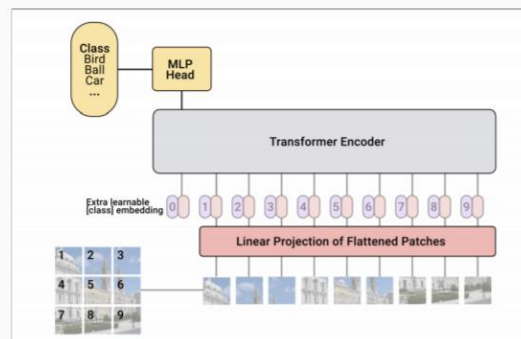 Class
Bird
Ball
Car
...
MLP
Head
Transformer Encoder
Extra learnable
[class] embedding
0 1 2 3 4 5 6 7 8 9
Linear Projection of Flattened Patches
1 2 3
4 5 6
7 8 9